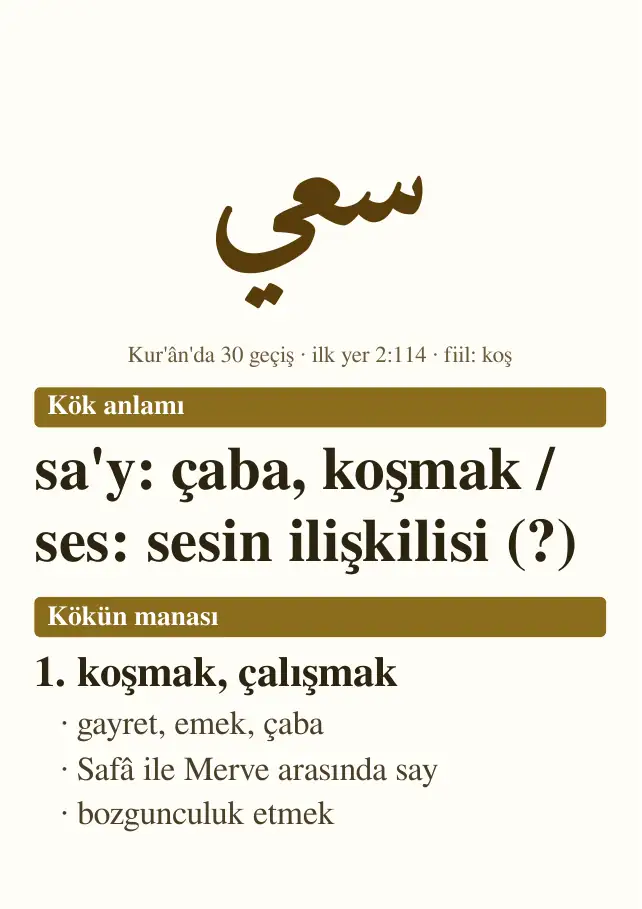 سعي
Kur'ân'da 30 geçiş · ilk yer 2:114 · fiil: koş
Kök anlamı
sa'y: çaba, koşmak /
ses: sesin ilişkilisi (?)
Kökün manası
1. koşmak, çalışmak
· gayret, emek, çaba
· Safâ ile Merve arasında say
· bozgunculuk etmek